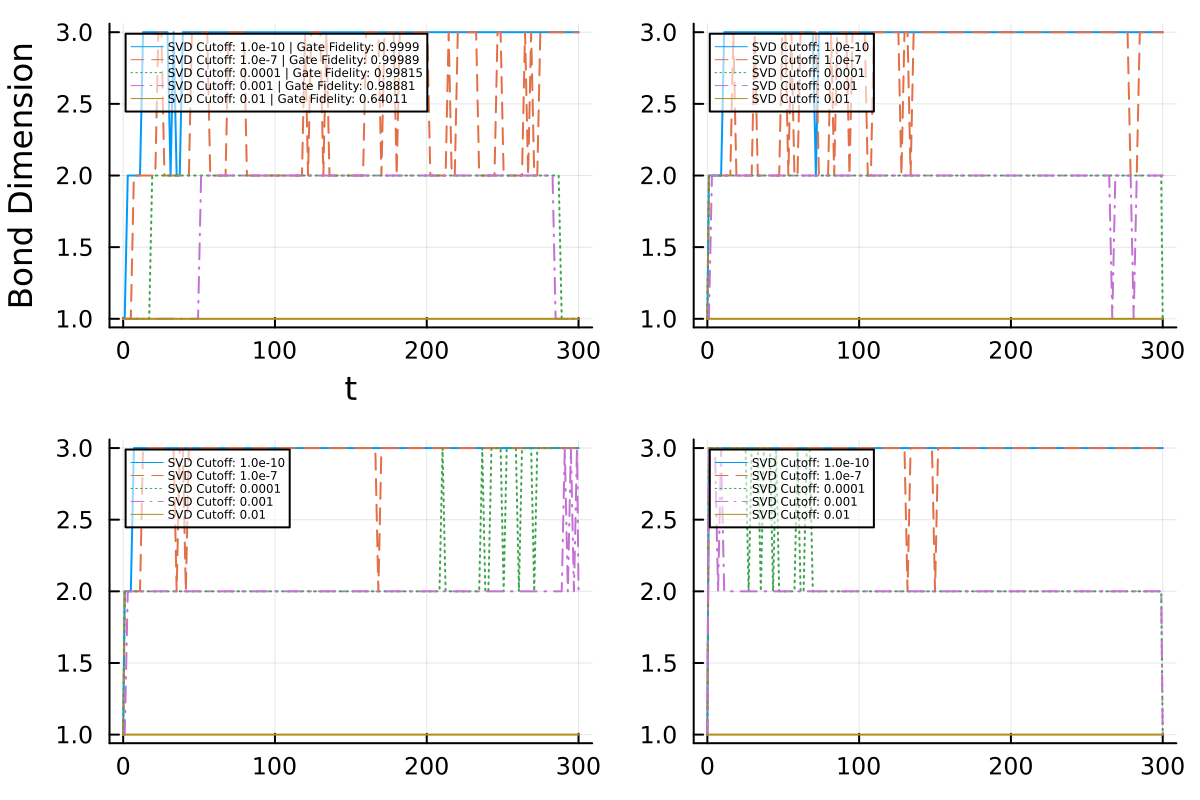 3.0
2.5
2.0
1.5
1.0
Bond Dimension
SVD Cutoff: 1.0e-10 | Gate Fidelity: 0.9999
SVD Cutoff: 1.0e-7 | Gate Fidelity: 0.99989
SVD Cutoff: 0.0001 | Gate Fidelity: 0.99815
SVD Cutoff: 0.001 | Gate Fidelity: 0.98881
SVD Cutoff: 0.01 | Gate Fidelity: 0.64011
0 100 200 300
t
3.0
2.5
2.0
1.5
1.0
SVD Cutoff: 1.0e-10
SVD Cutoff: 1.0e-7
SVD Cutoff: 0.0001
SVD Cutoff: 0.001
SVD Cutoff: 0.01
0 100 200 300
3.0
2.5
2.0
1.5
1.0
SVD Cutoff: 1.0e-10
SVD Cutoff: 1.0e-7
SVD Cutoff: 0.0001
SVD Cutoff: 0.001
SVD Cutoff: 0.01
0 100 200 300
3.0
2.5
2.0
1.5
1.0
SVD Cutoff: 1.0e-10
SVD Cutoff: 1.0e-7
SVD Cutoff: 0.0001
SVD Cutoff: 0.001
SVD Cutoff: 0.01
0 100 200 300